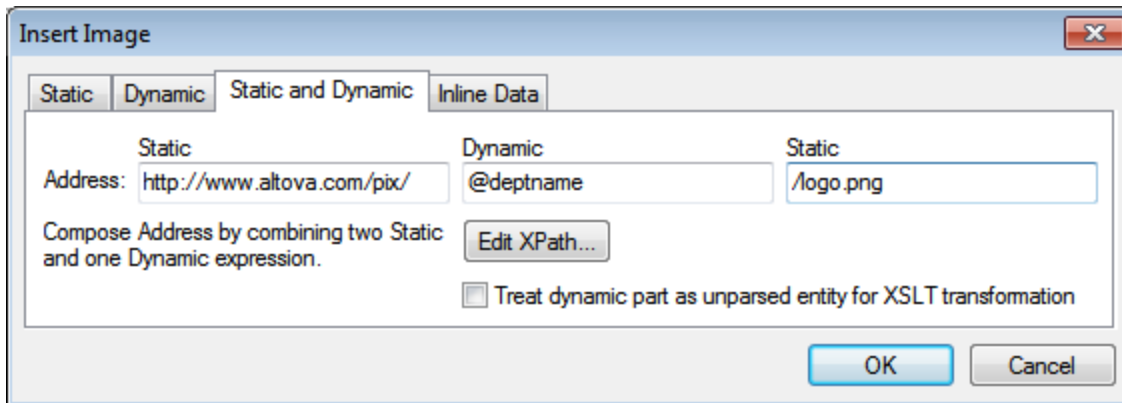 Insert Image
Static Dynamic Static and Dynamic Inline Data
Static Dynamic Static
Address: http://www.altova.com/pix/ @deptname /logo.png
Compose Address by combining two Static Edit XPath...
and one Dynamic expression.
Treat dynamic part as unparsed entity for XSLT transformation
OK Cancel